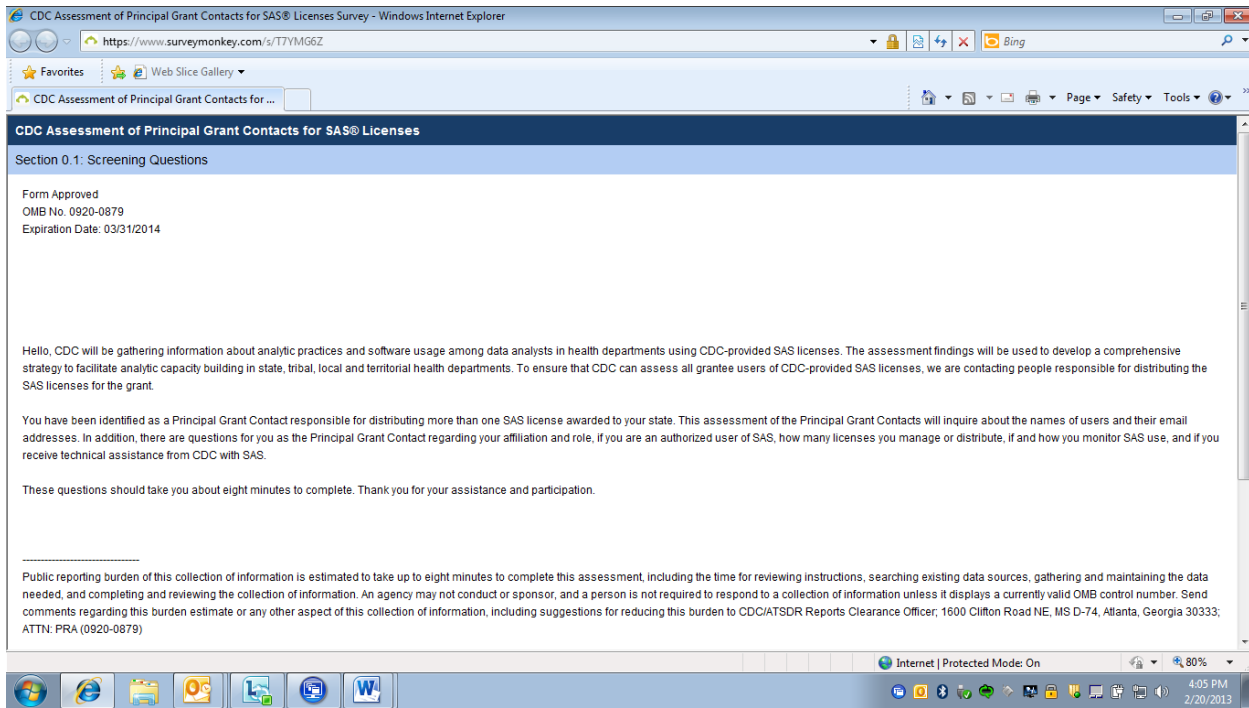 CDC Assessment of Principal Grant Contacts for SAS® Licenses Survey - Windows Internet Explorer
https://www.surveymonkey.com/s/T7YMG6Z
Bing
Favorites
Web Slice Gallery
CDC Assessment of Principal Grant Contacts for ...
Page
Safety
Tools
CDC Assessment of Principal Grant Contacts for SAS® Licenses
Section 0.1: Screening Questions
Form Approved
OMB No. 0920-0879
Expiration Date: 03/31/2014
Hello, CDC will be gathering information about analytic practices and software usage among data analysts in health departments using CDC-provided SAS licenses. The assessment findings will be used to develop a comprehensive
strategy to facilitate analytic capacity building in state, tribal, local and territorial health departments. To ensure that CDC can assess all grantee users of CDC-provided SAS licenses, we are contacting people responsible for distributing the
SAS licenses for the grant.
You have been identified as a Principal Grant Contact responsible for distributing more than one SAS license awarded to your state. This assessment of the Principal Grant Contacts will inquire about the names of users and their email
addresses. In addition, there are questions for you as the Principal Grant Contact regarding your affiliation and role, if you are an authorized user of SAS, how many licenses you manage or distribute, if and how you monitor SAS use, and if you
receive technical assistance from CDC with SAS.
These questions should take you about eight minutes to complete. Thank you for your assistance and participation.
--------------------------------
Public reporting burden of this collection of information is estimated to take up to eight minutes to complete this assessment, including the time for reviewing instructions, searching existing data sources, gathering and maintaining the data
needed, and completing and reviewing the collection of information. An agency may not conduct or sponsor, and a person is not required to respond to a collection of information unless it displays a currently valid OMB control number. Send
comments regarding this burden estimate or any other aspect of this collection of information, including suggestions for reducing this burden to CDC/ATSDR Reports Clearance Officer; 1600 Clifton Road NE, MS D-74, Atlanta, Georgia 30333;
ATTN: PRA (0920-0879)
Internet | Protected Mode: On
80%
4:05 PM
2/20/2013